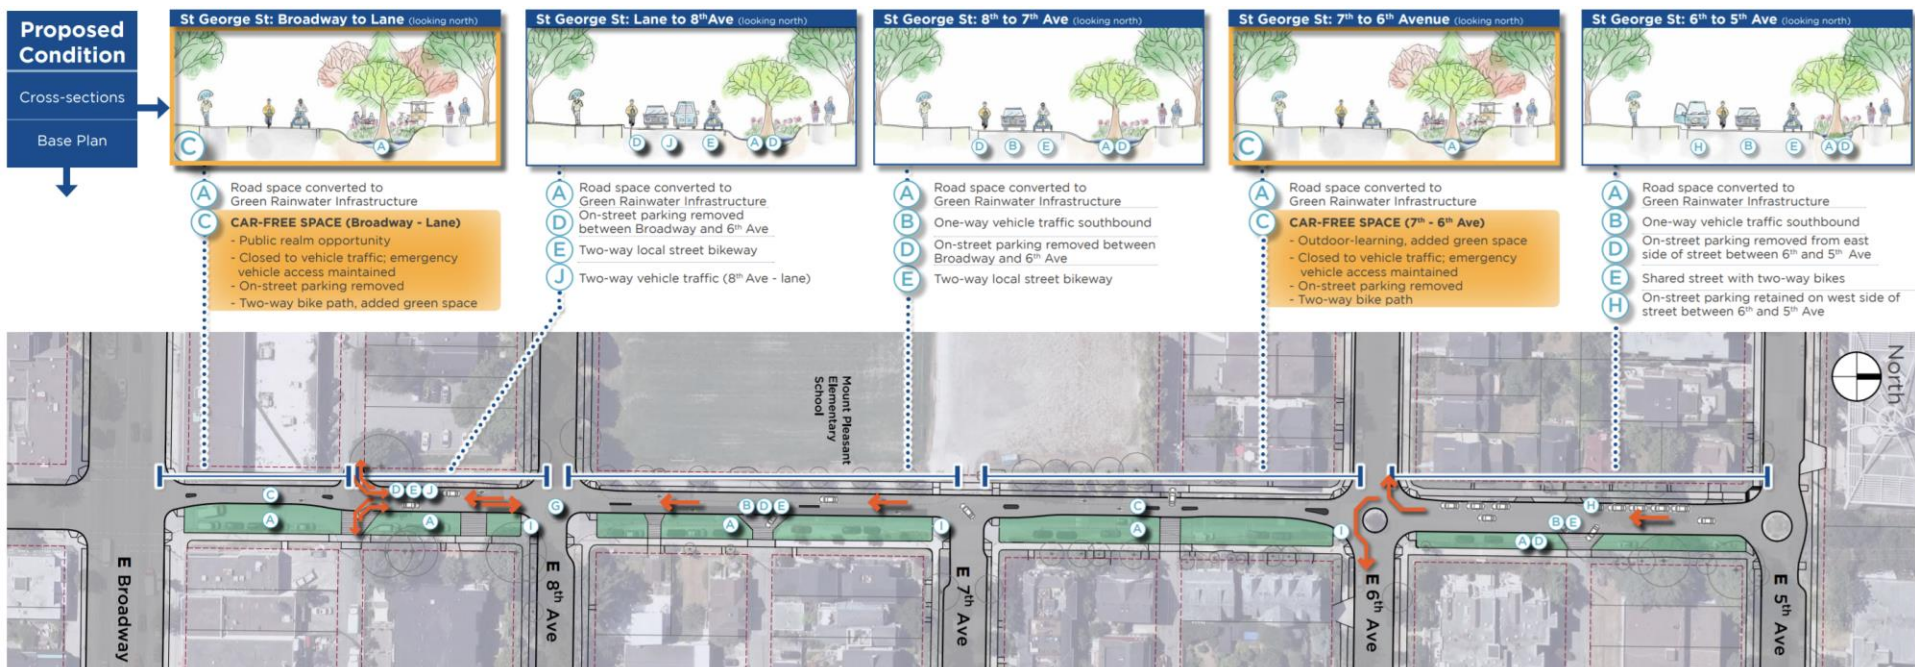 Proposed
Condition
Cross-sections
Base Plan
St George St: Broadway to Lane (looking north)
C
A
A Road space converted to
Green Rainwater Infrastructure
C CAR-FREE SPACE (Broadway - Lane)
- Public realm opportunity
- Closed to vehicle traffic; emergency
vehicle access maintained
- On-street parking removed
- Two-way bike path, added green space
St George St: Lane to 8thAve (looking north)
D J E A D
A Road space converted to
Green Rainwater Infrastructure
D On-street parking removed
between Broadway and 6th Ave
E Two-way local street bikeway
J Two-way vehicle traffic (8th Ave - lane)
St George St: 8th to 7th Ave (looking north)
D B E A D
A Road space converted to
Green Rainwater Infrastructure
B One-way vehicle traffic southbound
D On-street parking removed between
Broadway and 6th Ave
E Two-way local street bikeway
St George St: 7th to 6th Avenue (looking north)
C
A
A Road space converted to
Green Rainwater Infrastructure
C CAR-FREE SPACE (7th - 6th Ave)
- Outdoor-learning, added green space
- Closed to vehicle traffic; emergency
vehicle access maintained
- On-street parking removed
- Two-way bike path
St George St: 6th to 5th Ave (looking north)
H B E A D
A Road space converted to
Green Rainwater Infrastructure
B One-way vehicle traffic southbound
D On-street parking removed from east
side of street between 6th and 5th Ave
E Shared street with two-way bikes
H On-street parking retained on west side of
street between 6th and 5th Ave
North
Mount Pleasant
Elementary
School
C
A
D E J
A
I
G
B D E
A
I
C
A
I
H
B E
A D
E Broadway
E 8th Ave
E 7th Ave
E 6th Ave
E 5th Ave